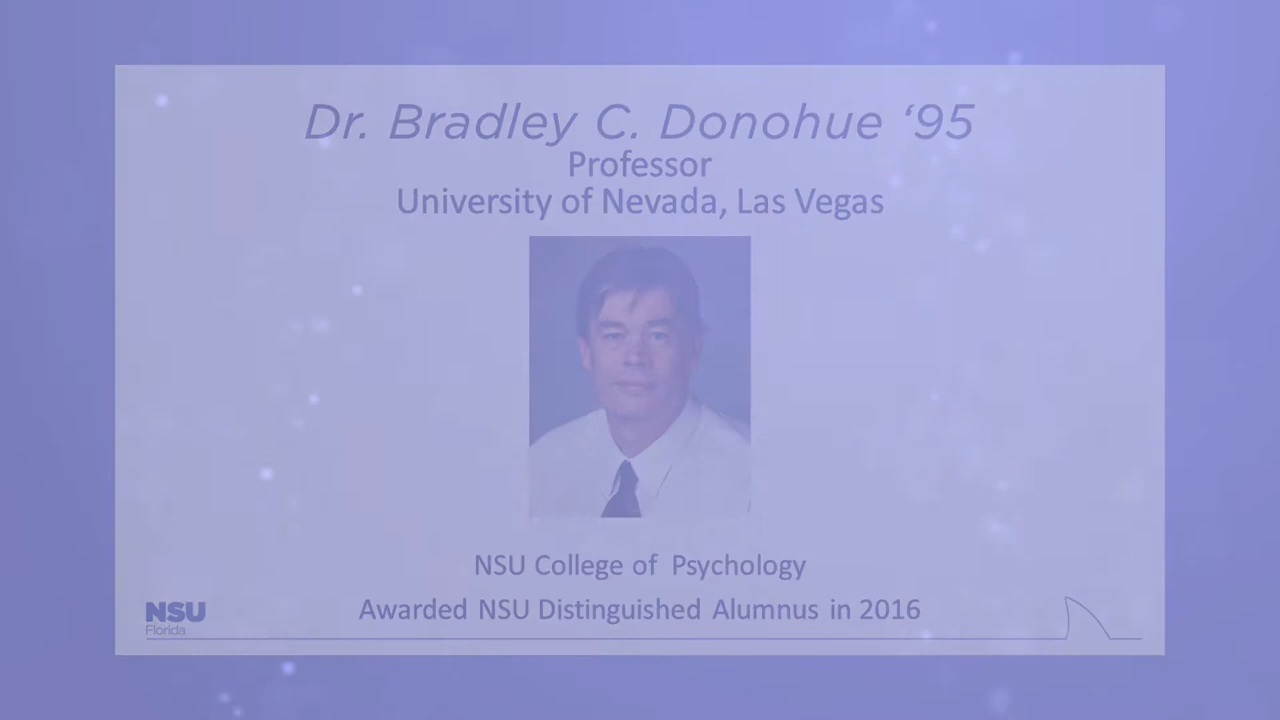 Dr. Bradley C. Donohue ‘95
Professor
University of Nevada, Las Vegas
NSU College of Psychology
Awarded NSU Distinguished Alumnus in 2016
NSU
Florida